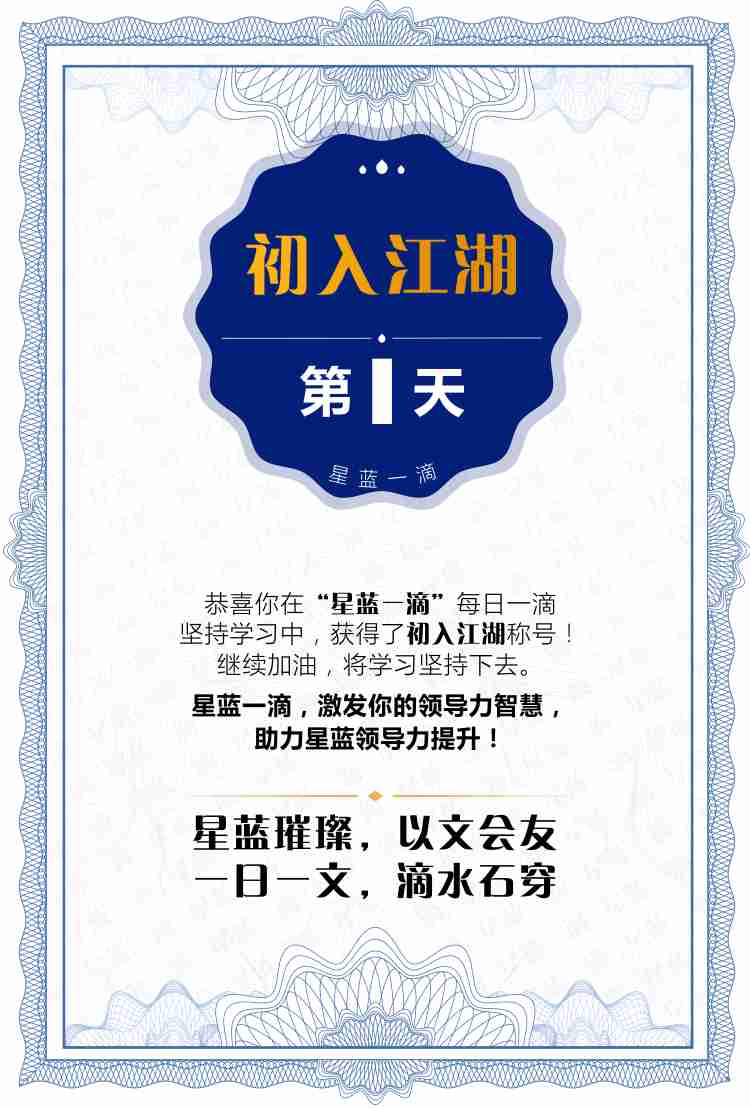 初入江湖
第1天
星蓝一滴
恭喜你在“星蓝一滴”每日一滴
坚持学习中，获得了初入江湖称号！
继续加油，将学习坚持下去。
星蓝一滴，激发你的领导力智慧，
助力星蓝领导力提升！
星蓝璀璨，以文会友
一日一文，滴水石穿